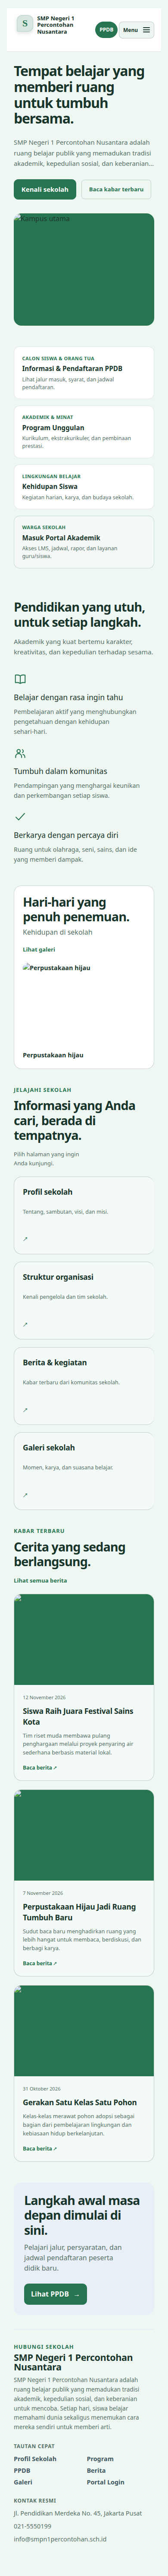 S
SMP Negeri 1
Percontohan
Nusantara
PPDB
Menu
Tempat belajar yang
memberi ruang
untuk tumbuh
bersama.
SMP Negeri 1 Percontohan Nusantara adalah
ruang belajar publik yang memadukan tradisi
akademik, kepedulian sosial, dan keberanian...
Kenali sekolah
Baca kabar terbaru
Kampus utama
CALON SISWA & ORANG TUA
Informasi & Pendaftaran PPDB
Lihat jalur masuk, syarat, dan jadwal
pendaftaran.
AKADEMIK & MINAT
Program Unggulan
Kurikulum, ekstrakurikuler, dan pembinaan
prestasi.
LINGKUNGAN BELAJAR
Kehidupan Siswa
Kegiatan harian, karya, dan budaya sekolah.
WARGA SEKOLAH
Masuk Portal Akademik
Akses LMS, jadwal, rapor, dan layanan
guru/siswa.
Pendidikan yang utuh,
untuk setiap langkah.
Akademik yang kuat bertemu karakter,
kreativitas, dan kepedulian terhadap sesama.
Belajar dengan rasa ingin tahu
Pembelajaran aktif yang menghubungkan
pengetahuan dengan kehidupan
sehari-hari.
Tumbuh dalam komunitas
Pendampingan yang menghargai keunikan
dan perkembangan setiap siswa.
Berkarya dengan percaya diri
Ruang untuk olahraga, seni, sains, dan ide
yang memberi dampak.
Hari-hari yang
penuh penemuan.
Kehidupan di sekolah
Lihat galeri
Perpustakaan hijau
Perpustakaan hijau
JELAJAHI SEKOLAH
Informasi yang Anda
cari, berada di
tempatnya.
Pilih halaman yang ingin
Anda kunjungi.
Profil sekolah
Tentang, sambutan, visi, dan misi.
↗
Struktur organisasi
Kenali pengelola dan tim sekolah.
↗
Berita & kegiatan
Kabar terbaru dari komunitas sekolah.
↗
Galeri sekolah
Momen, karya, dan suasana belajar.
↗
KABAR TERBARU
Cerita yang sedang
berlangsung.
Lihat semua berita
12 November 2026
Siswa Raih Juara Festival Sains
Kota
Tim riset muda membawa pulang
penghargaan melalui proyek penyaring air
sederhana berbasis material lokal.
Baca berita ↗
7 November 2026
Perpustakaan Hijau Jadi Ruang
Tumbuh Baru
Sudut baca baru menghadirkan ruang yang
lebih hangat untuk membaca, berdiskusi, dan
berbagi karya.
Baca berita ↗
31 Oktober 2026
Gerakan Satu Kelas Satu Pohon
Kelas-kelas merawat pohon adopsi sebagai
bagian dari pembelajaran lingkungan dan
kebiasaan hidup berkelanjutan.
Baca berita ↗
Langkah awal masa
depan dimulai di
sini.
Pelajari jalur, persyaratan, dan
jadwal pendaftaran peserta
didik baru.
Lihat PPDB →
HUBUNGI SEKOLAH
SMP Negeri 1 Percontohan
Nusantara
SMP Negeri 1 Percontohan Nusantara adalah
ruang belajar publik yang memadukan tradisi
akademik, kepedulian sosial, dan keberanian
untuk mencoba. Setiap hari, siswa belajar
memahami dunia sekaligus menemukan cara
mereka sendiri untuk memberi arti.
TAUTAN CEPAT
Profil Sekolah
Program
PPDB
Berita
Galeri
Portal Login
KONTAK RESMI
Jl. Pendidikan Merdeka No. 45, Jakarta Pusat
021-5550199
info@smpn1percontohan.sch.id